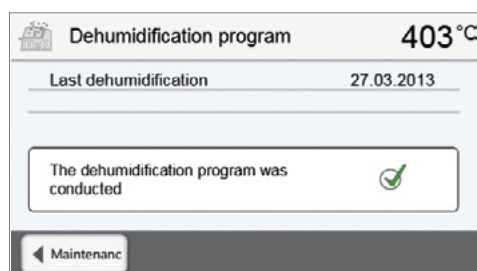 Dehumidification program 403°C
Last dehumidification 27.03.2013
The dehumidification program was
conducted
Maintenanc